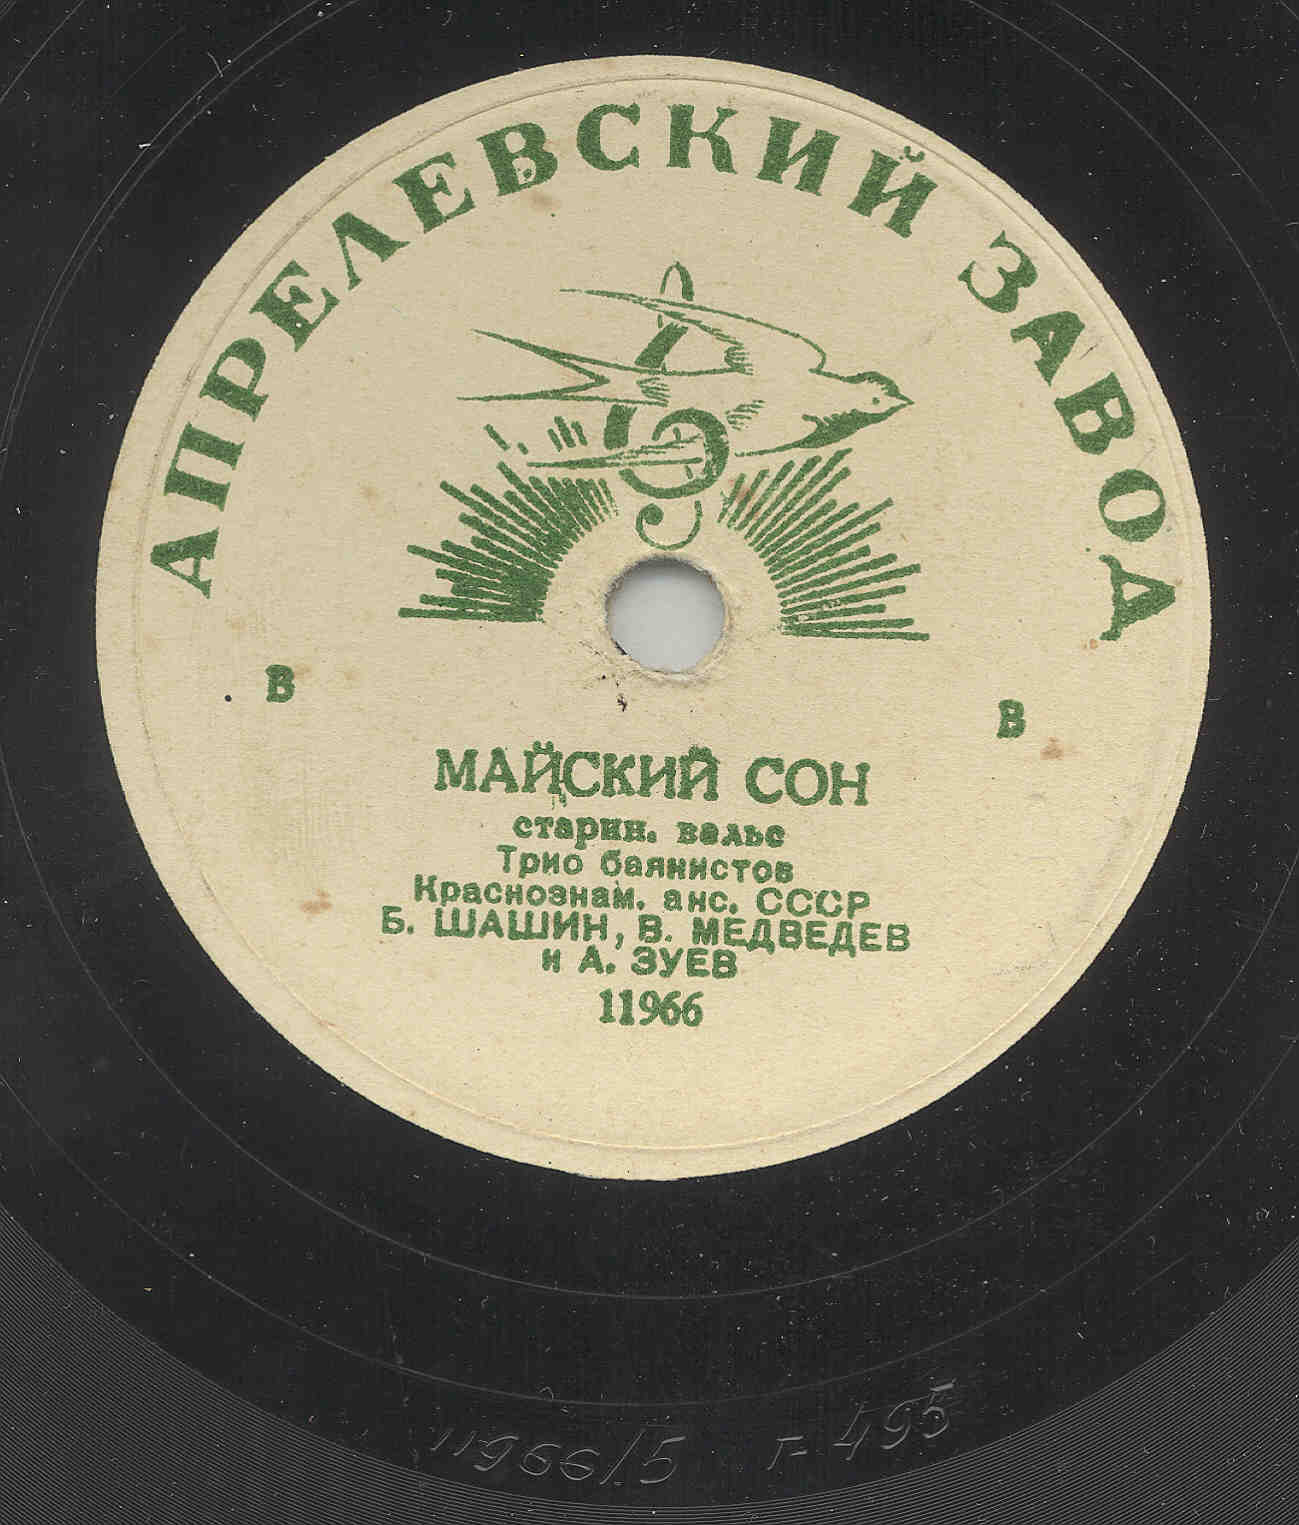 АПРЕЛЕВСКИЙ ЗАВОД
В В
МАЙСКИЙ СОН
старин. вальс
Трио баянистов
Краснознам. анс. СССР
Б. ШАШИН, В. МЕДВЕДЕВ
и А. ЗУЕВ
11966
11966/5 г-495